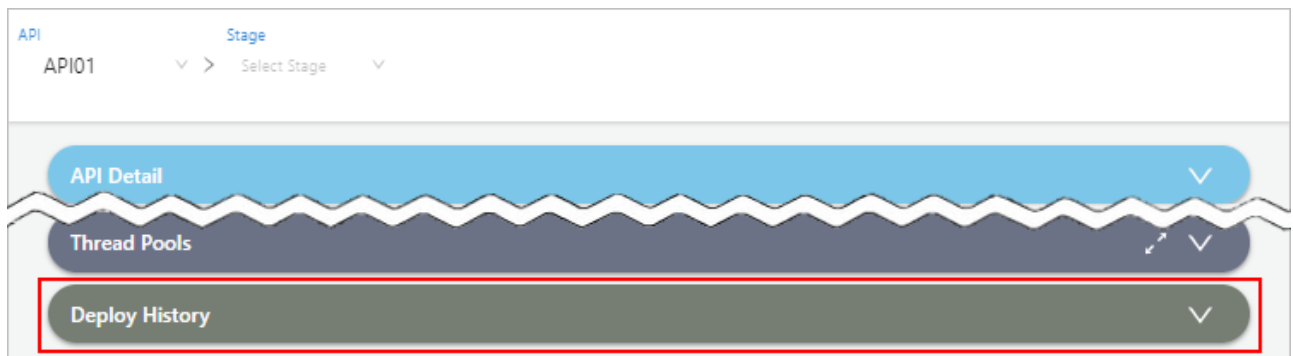 API Stage
API01 > Select Stage
API Detail
Thread Pools
Deploy History